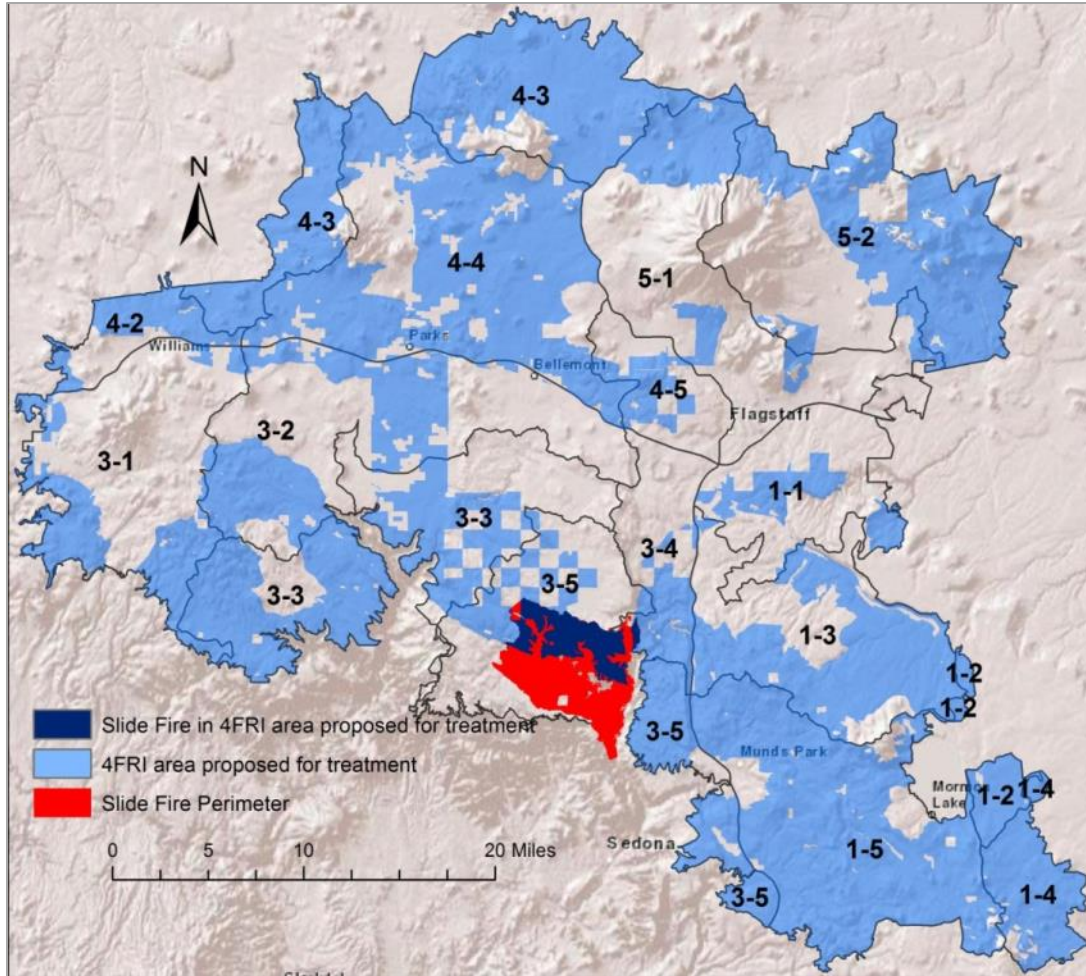 4-3
N
4-3
5-2
4-4
5-1
4-2
Williams
Parks
Bellemont
4-5
Flagstaff
3-2
3-1
1-1
3-3
3-4
3-5
3-3
1-3
1-2
1-2
Slide Fire in 4FRI area proposed for treatment
3-5
Munds Park
4FRI area proposed for treatment
1-2
1-4
Mormon
Lake
Slide Fire Perimeter
Sedona
1-5
0 5 10 20 Miles
3-5
1-4